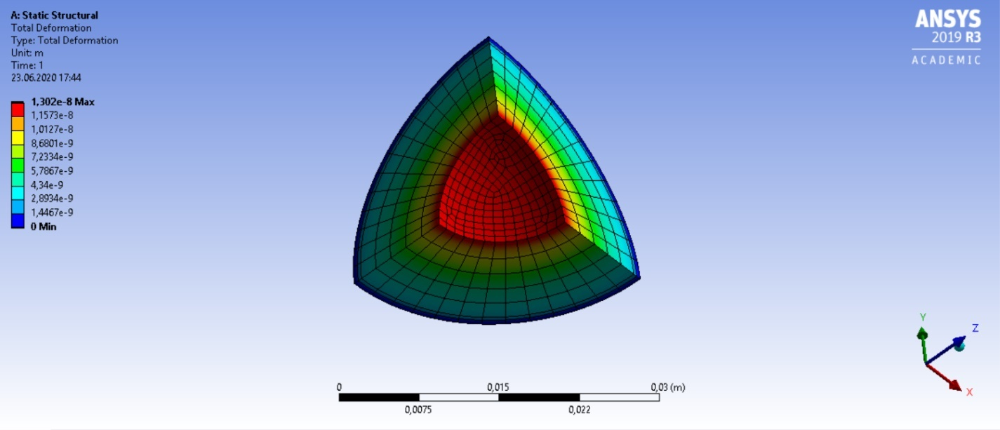 A: Static Structural
Total Deformation
Type: Total Deformation
Unit: m
Time: 1
23.06.2020 17:44
1,302e-8 Max
1,1573e-8
1,0127e-8
8,6801e-9
7,2334e-9
5,7867e-9
4,34e-9
2,8934e-9
1,4467e-9
0 Min
ANSYS
2019 R3
ACADEMIC
Y
Z
X
0 0,015 0,03 (m)
0,0075 0,022